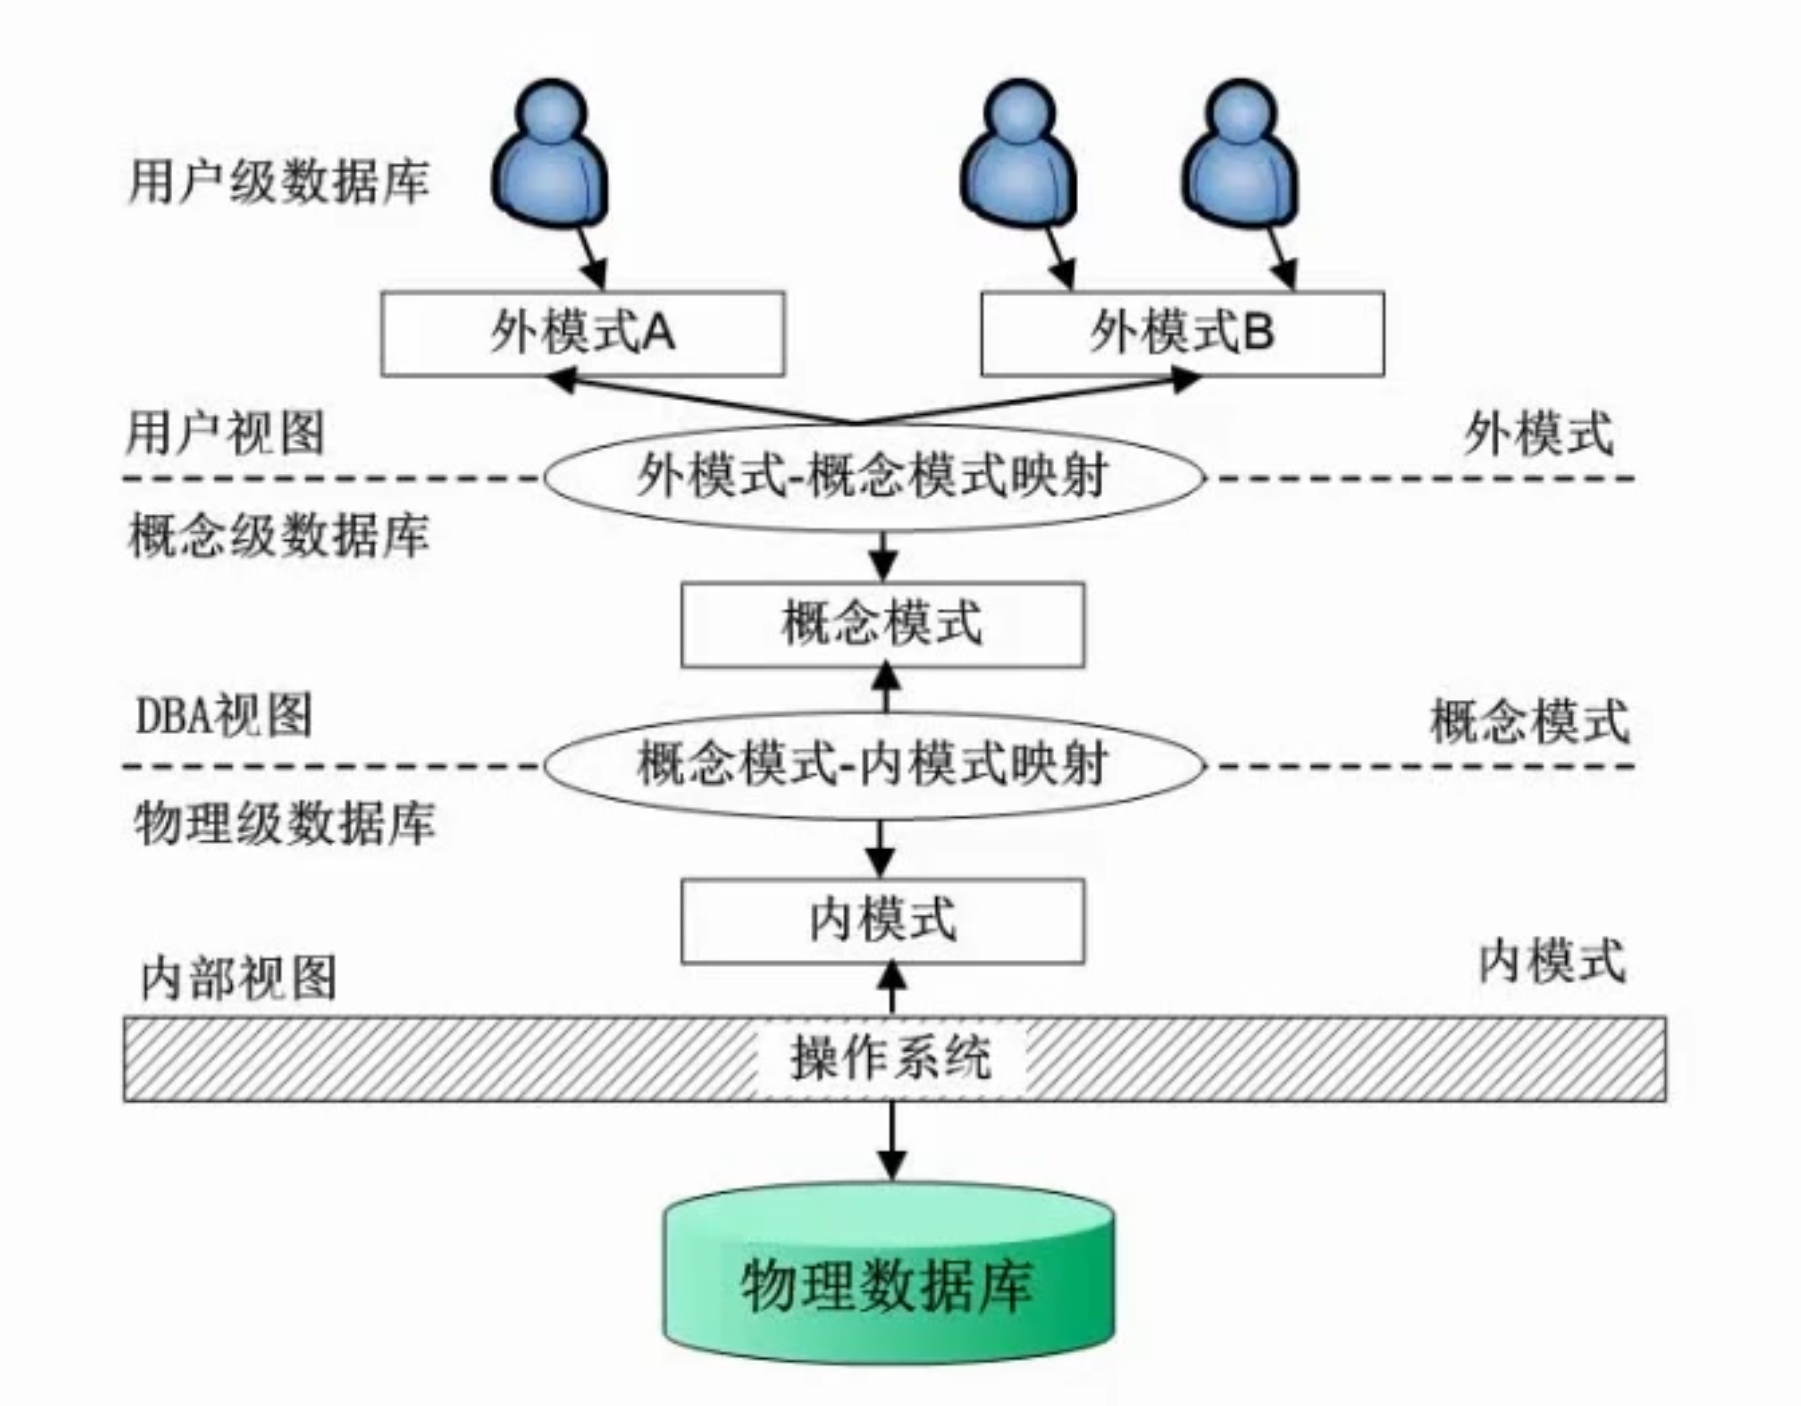 用户级数据库
外模式A
外模式B
用户视图
外模式
外模式-概念模式映射
概念级数据库
概念模式
DBA视图
概念模式
概念模式-内模式映射
物理级数据库
内模式
内部视图
内模式
操作系统
物理数据库